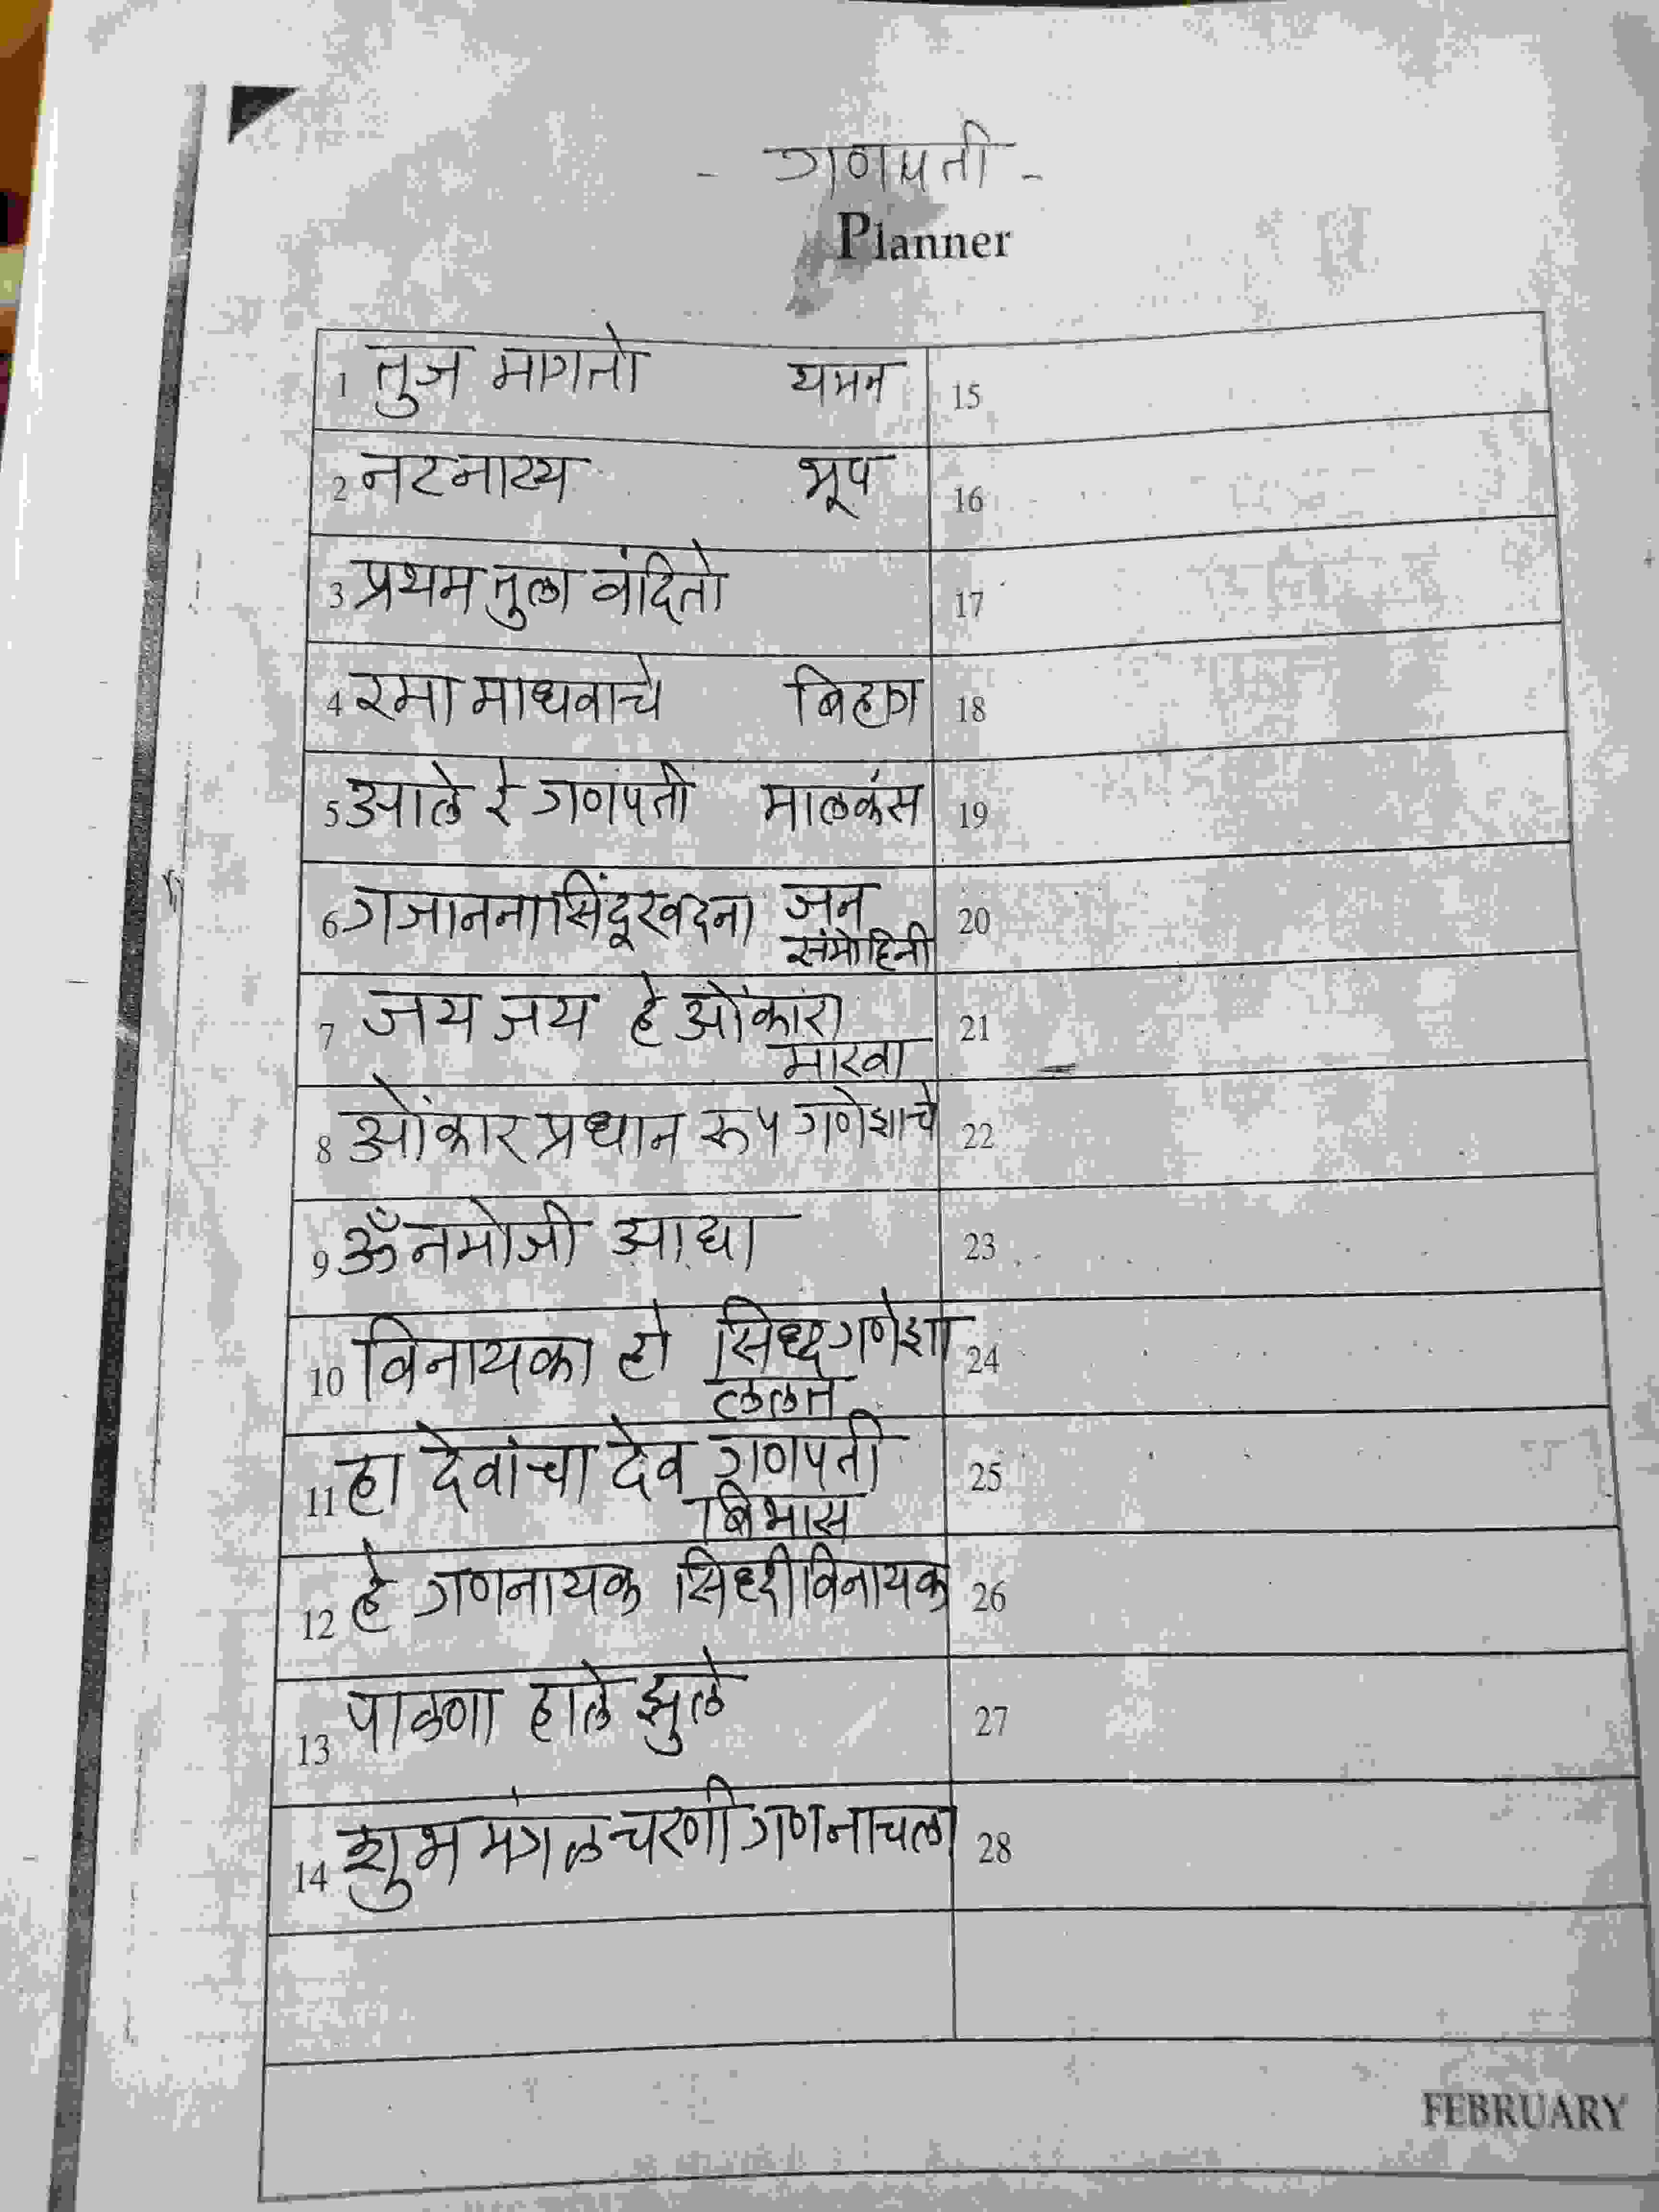 - गणपती -
Planner
1 तुज मागतो यमन
2 नटनाट्य भूप
3 प्रथम तुला वंदितो
4 रमा माधवाचे बिहाग
5 आले रे गणपती मालकंस
6 गजानना सिंदूरवदना जन
संमोहिनी
7 जय जय हे ओंकारा
मारवा
8 ओंकार प्रधान रूप गणेशाचे
9 ॐ नमोजी आद्या
10 विनायका हो सिध्द गणेशा
ललत
11 हा देवांचा देव गणपती
बिभास
12 हे गणनायक सिध्दीविनायक
13 पाळणा हाले झुले
14 शुभ मंगल चरणी गण नाचला
15
16
17
18
19
20
21
22
23
24
25
26
27
28
FEBRUARY